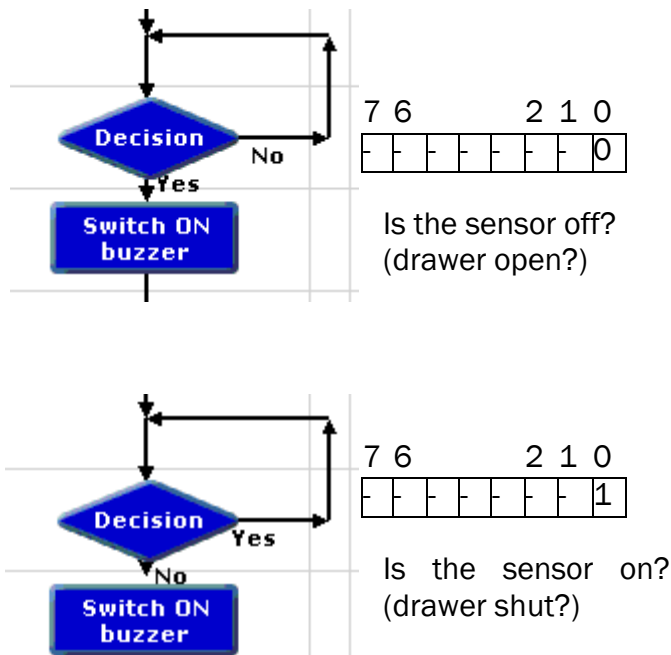 Decision
No
Yes
Switch ON
buzzer
7 6 2 1 0
- - - - - - - 0
Is the sensor off?
(drawer open?)
Decision
Yes
No
Switch ON
buzzer
7 6 2 1 0
- - - - - - - 1
Is the sensor on?
(drawer shut?)